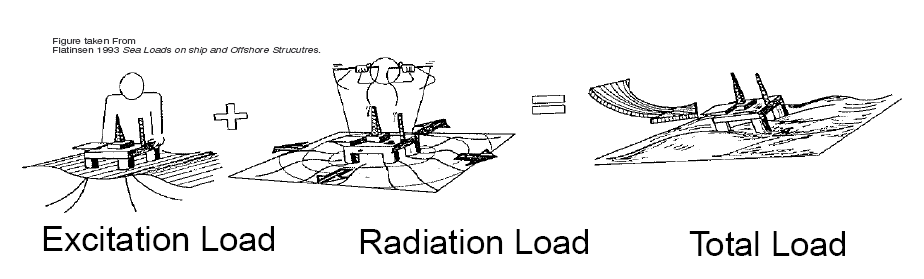 Figure taken From
Flatinsen 1993 Sea Loads on ship and Offshore Strucutres.
Excitation Load
Radiation Load
Total Load